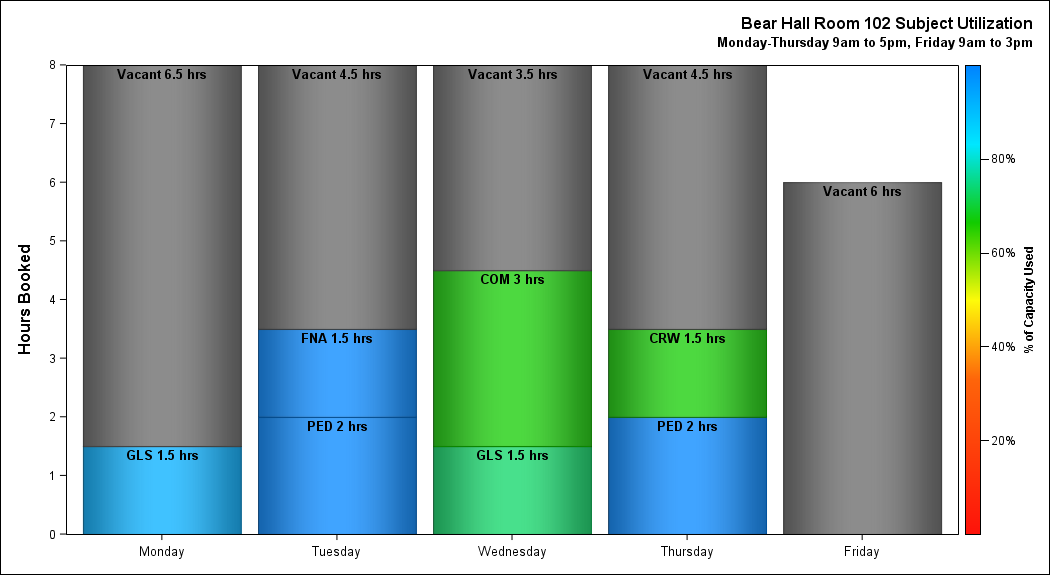 Bear Hall Room 102 Subject Utilization
Monday-Thursday 9am to 5pm, Friday 9am to 3pm
Hours Booked
8
7
6
5
4
3
2
1
0
Vacant 6.5 hrs
GLS 1.5 hrs
Vacant 4.5 hrs
FNA 1.5 hrs
PED 2 hrs
Vacant 3.5 hrs
COM 3 hrs
GLS 1.5 hrs
Vacant 4.5 hrs
CRW 1.5 hrs
PED 2 hrs
Vacant 6 hrs
Monday
Tuesday
Wednesday
Thursday
Friday
80%
60%
40%
20%
% of Capacity Used